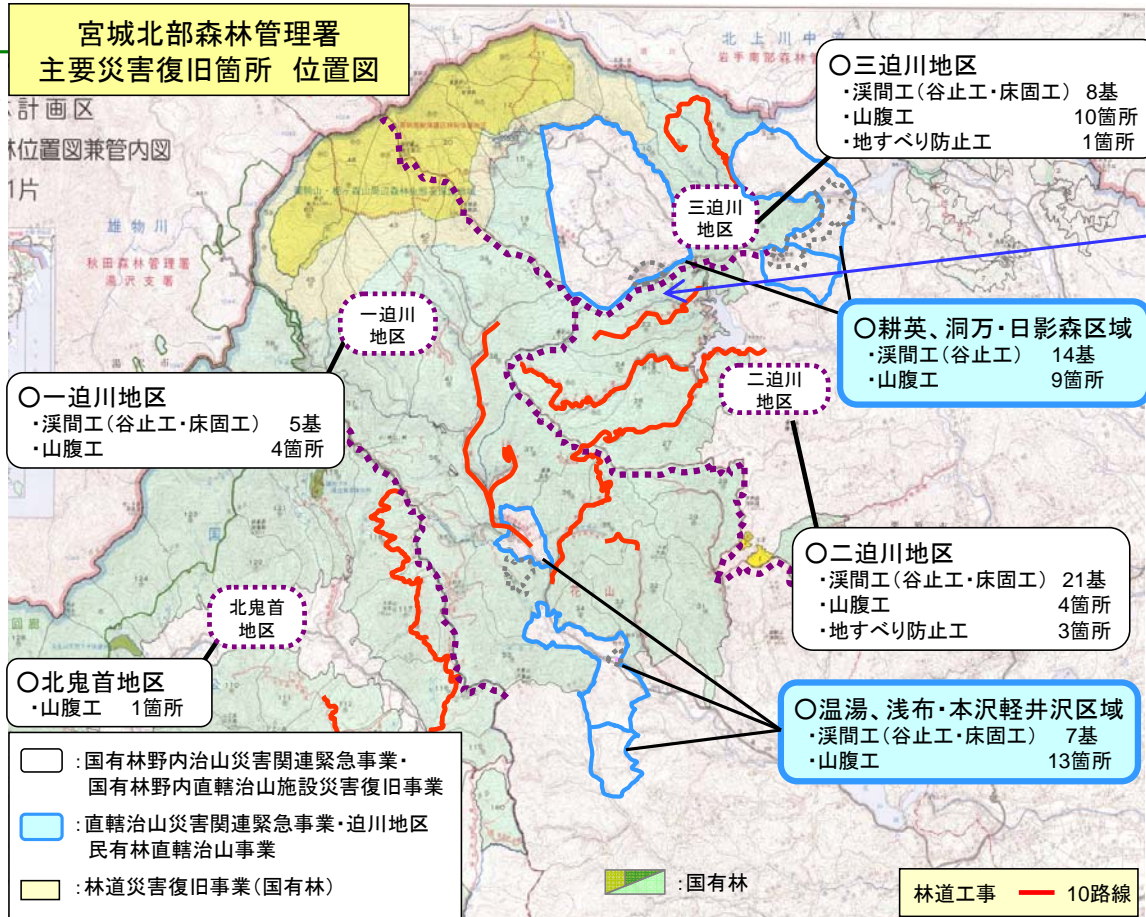 宮城北部森林管理署
主要災害復旧箇所 位置図
計画区
林位置図兼管内図
1片
北上川中流
岩手南部森林管
雄物川
秋田森林管理署
湯沢支署
○三迫川地区
・渓間工(谷止工・床固工) 8基
・山腹工 10箇所
・地すべり防止工 1箇所
三迫川
地区
一迫川
地区
○耕英、洞万・日影森区域
・渓間工(谷止工) 14基
・山腹工 9箇所
○一迫川地区
・渓間工(谷止工・床固工) 5基
・山腹工 4箇所
二迫川
地区
○二迫川地区
・渓間工(谷止工・床固工) 21基
・山腹工 4箇所
・地すべり防止工 3箇所
北鬼首
地区
花山
○北鬼首地区
・山腹工 1箇所
○温湯、浅布・本沢軽井沢区域
・渓間工(谷止工・床固工) 7基
・山腹工 13箇所
:国有林野内治山災害関連緊急事業・
国有林野内直轄治山施設災害復旧事業
:直轄治山災害関連緊急事業・迫川地区
民有林直轄治山事業
:林道災害復旧事業(国有林)
:国有林
林道工事 10路線